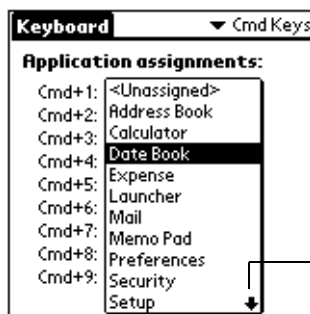 Keyboard ▼ Cmd Keys
Application assignments:
Cmd+1: <Unassigned>
Cmd+2: Address Book
Cmd+3: Calculator
Cmd+4: Date Book
Cmd+5: Expense
Cmd+6: Launcher
Cmd+7: Mail
Cmd+8: Memo Pad
Cmd+9: Preferences
Security
Setup